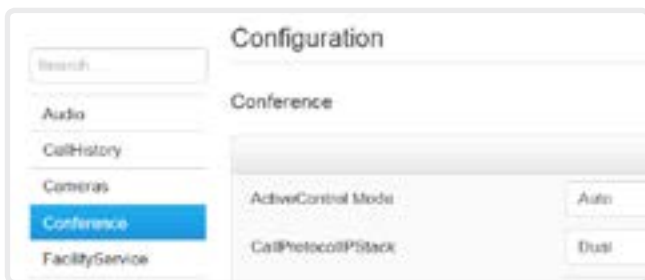 Configuration
Search...
Conference
Audio
CallHistory
Cameras
ActiveControl Mode
Auto
Conference
CallProtocolIPStack
Dual
FacilityService